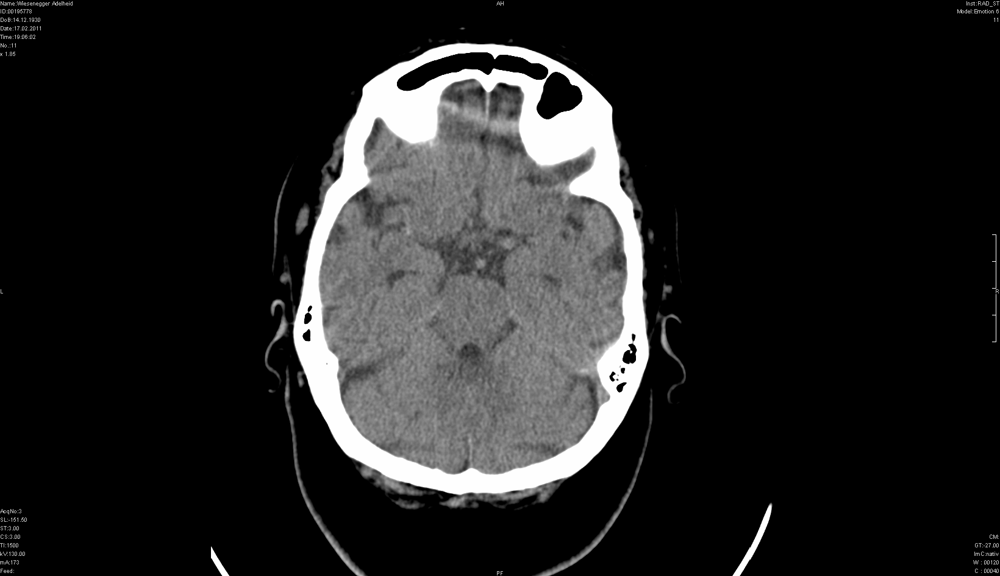 Name:Wiesenegger Adelheid
ID:00195778
DoB:14.12.1930
Date:17.02.2011
Time:19:06:02
No.:11
x 1.85
AH
Inst:RAD_ST
Model:Emotion 6
11
L
R
AcqNo:3
SL:-151.50
ST:3.00
CS:3.00
TI:1500
kV:130.00
mA:173
Feed:
PF
CM:
GT:-27.00
ImC:nativ
W : 00120
C : 00040